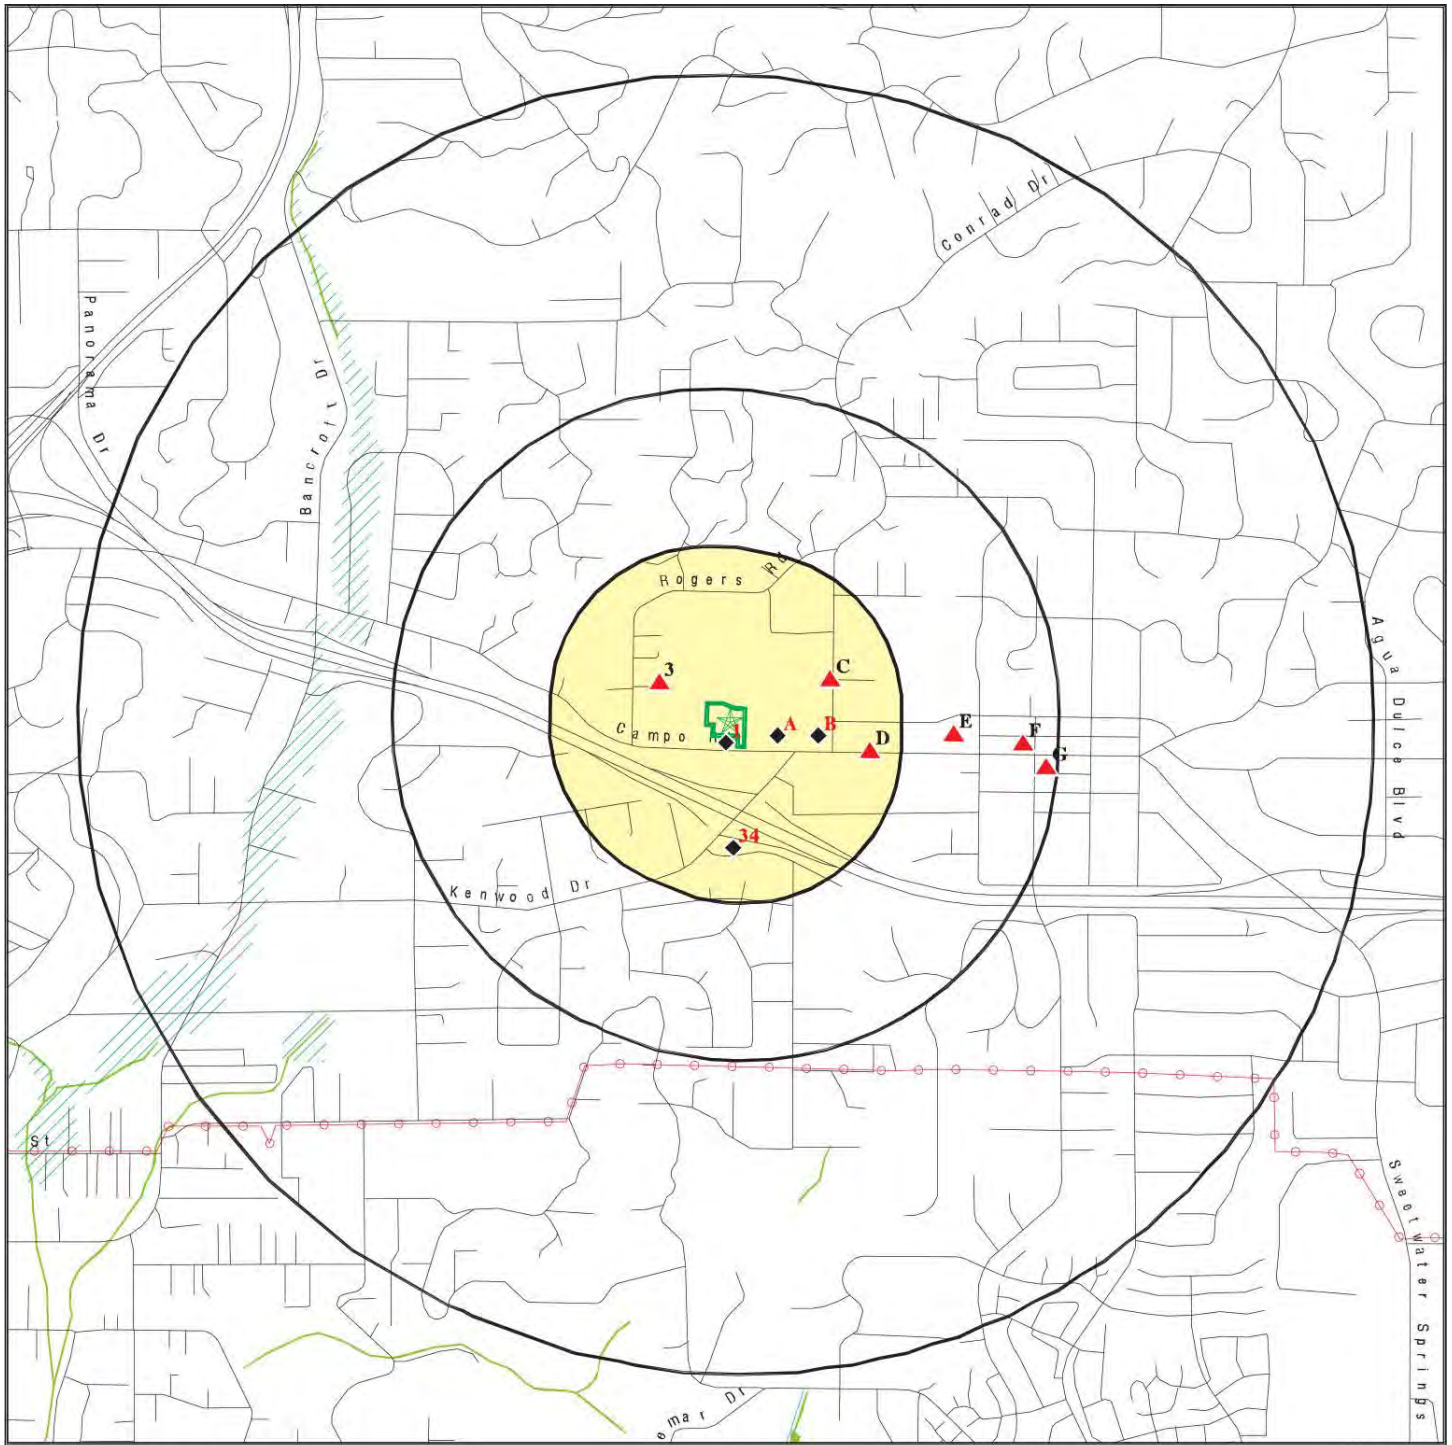 Conrad Dr
Panorama Dr
Bancroft Dr
Rogers Rd
Agua Dulce Blvd
3
C
Campo
1
A
B
D
E
F
G
34
Kenwood Dr
St
Sweetwater Springs
Dr